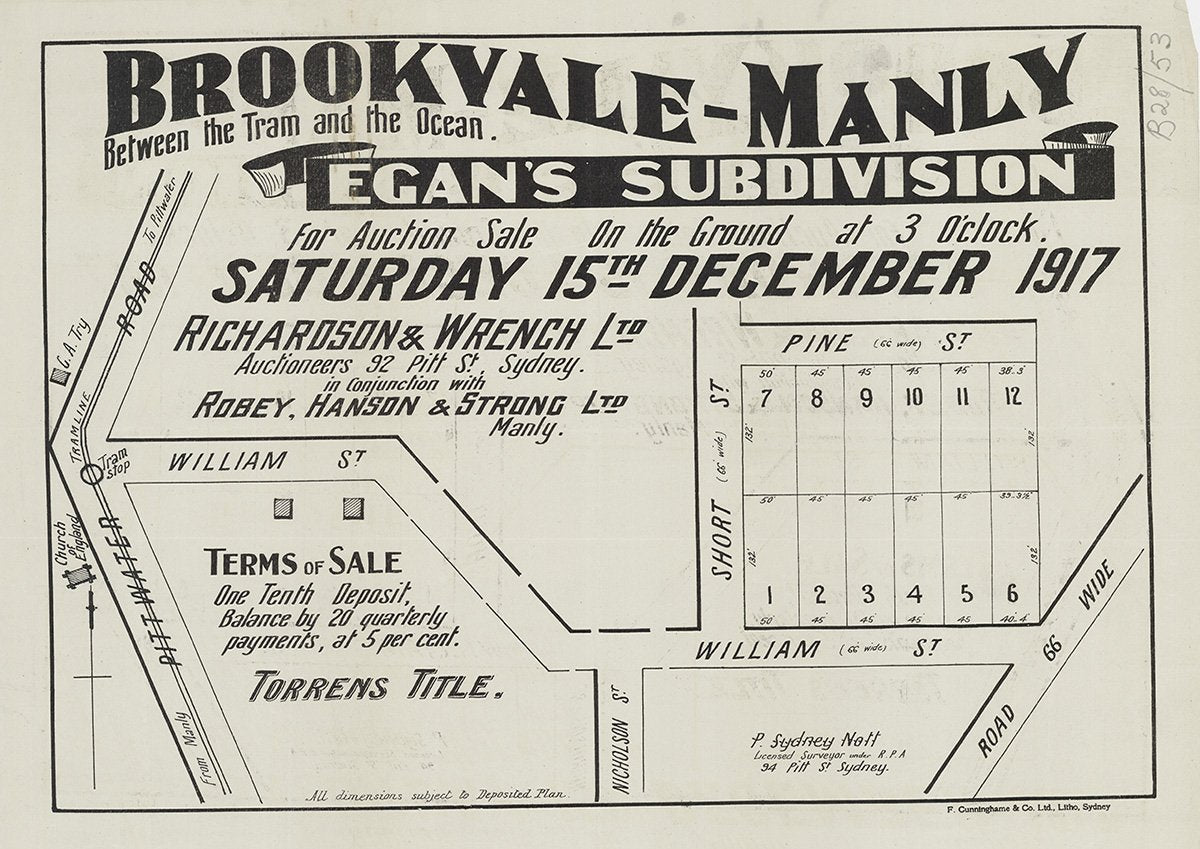 BROOKVALE-MANLY
Between the Tram and the Ocean.
EGAN'S SUBDIVISION
For Auction Sale On the Ground at 3 O'clock.
SATURDAY 15TH DECEMBER 1917
RICHARDSON & WRENCH LTD
Auctioneers 92 Pitt St, Sydney.
in Conjunction with
ROBEY, HANSON & STRONG LTD
Manly.
B28/53
To Pittwater
ROAD
G.A. Try
TRAMLINE
Tram
Stop
WILLIAM ST
Church
of
England
PITTWATER
From Manly
TERMS OF SALE
One Tenth Deposit,
Balance by 20 quarterly
payments, at 5 per cent.
TORRENS TITLE.
All dimensions subject to Deposited Plan.
PINE (66' wide) ST
SHORT (66' wide) ST
50' 45' 45' 45' 45' 38..3'
7 8 9 10 11 12
132' 132'
50' 45' 45 45' 45' 39..9½"
132' 132'
1 2 3 4 5 6
50' 45' 45' 45' 45' 40..4'
WILLIAM (66' wide) ST
NICHOLSON ST
ROAD 66 WIDE
P. Sydney Nott
Licensed Surveyor under R.P.A
94 Pitt St Sydney.
F. Cunninghame & Co. Ltd., Litho, Sydney